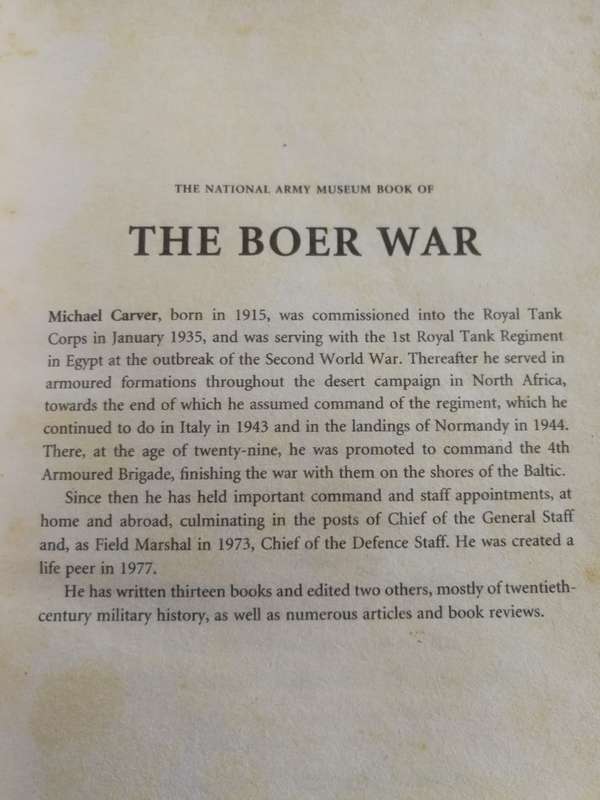 THE NATIONAL ARMY MUSEUM BOOK OF
THE BOER WAR
Michael Carver, born in 1915, was commissioned into the Royal Tank
Corps in January 1935, and was serving with the 1st Royal Tank Regiment
in Egypt at the outbreak of the Second World War. Thereafter he served in
armoured formations throughout the desert campaign in North Africa,
towards the end of which he assumed command of the regiment, which he
continued to do in Italy in 1943 and in the landings of Normandy in 1944.
There, at the age of twenty-nine, he was promoted to command the 4th
Armoured Brigade, finishing the war with them on the shores of the Baltic.
Since then he has held important command and staff appointments, at
home and abroad, culminating in the posts of Chief of the General Staff
and, as Field Marshal in 1973, Chief of the Defence Staff. He was created a
life peer in 1977.
He has written thirteen books and edited two others, mostly of twentieth-
century military history, as well as numerous articles and book reviews.